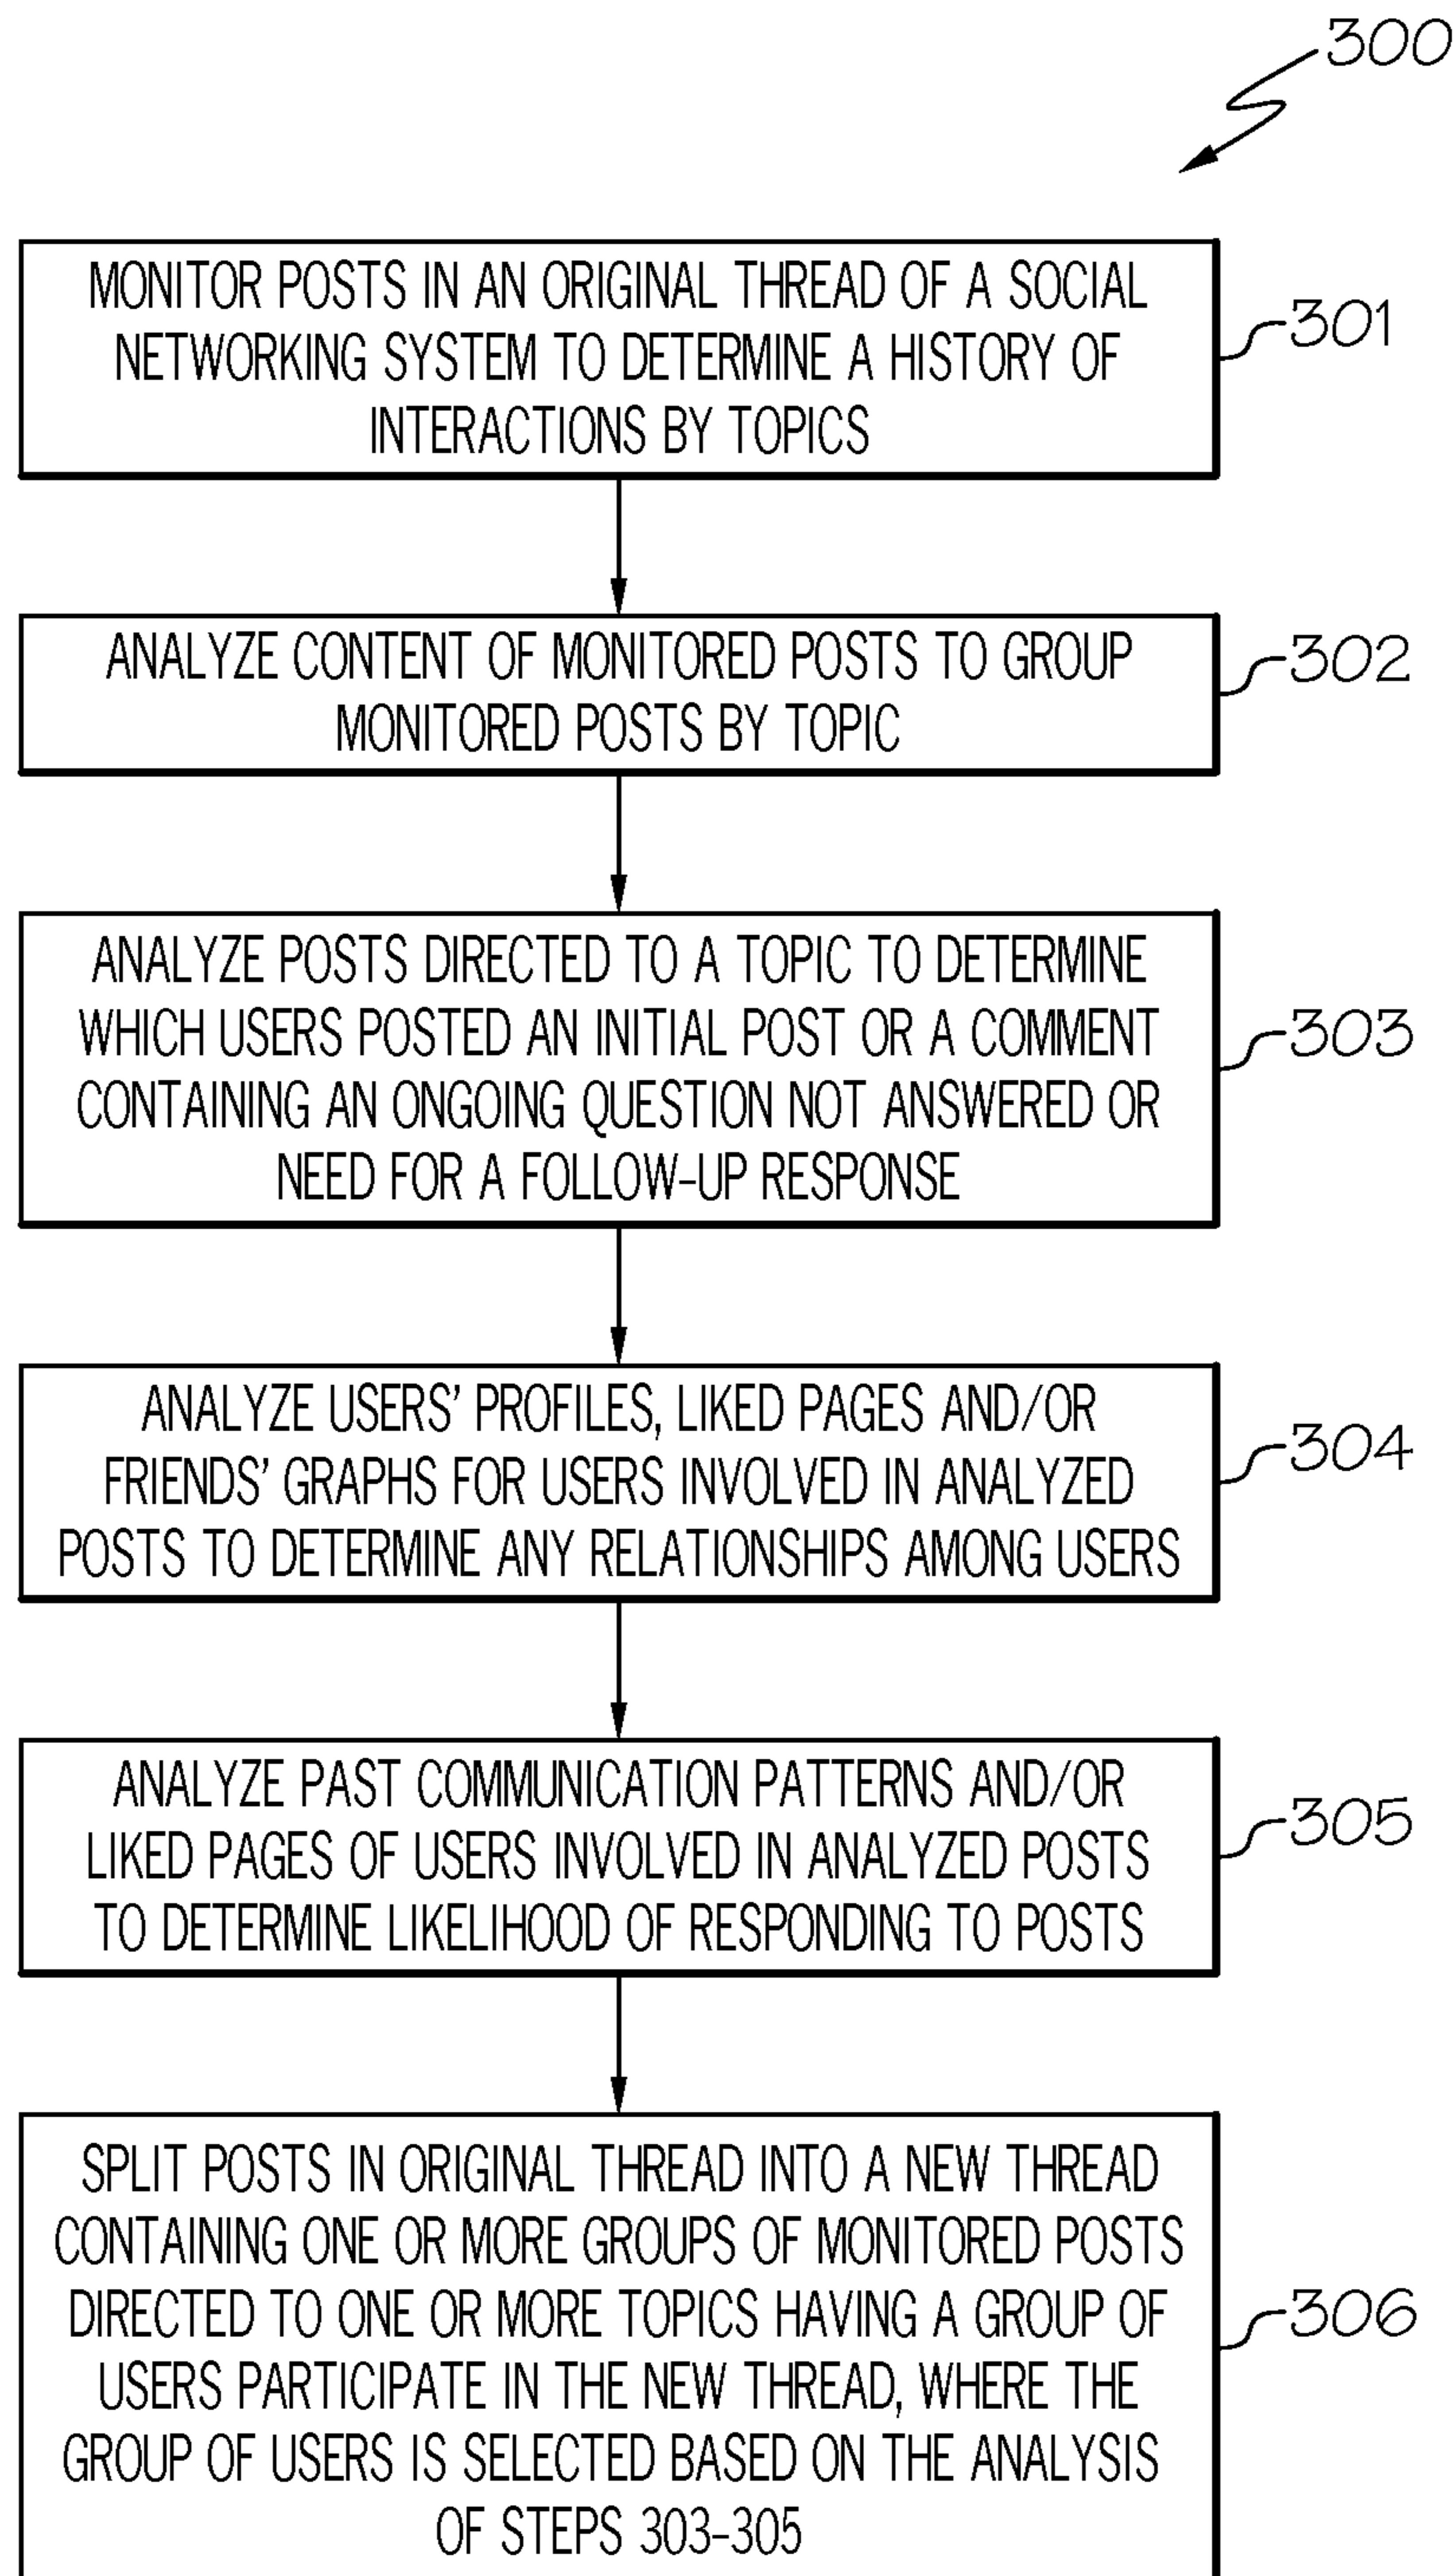 300
MONITOR POSTS IN AN ORIGINAL THREAD OF A SOCIAL
NETWORKING SYSTEM TO DETERMINE A HISTORY OF
INTERACTIONS BY TOPICS
301
ANALYZE CONTENT OF MONITORED POSTS TO GROUP
MONITORED POSTS BY TOPIC
302
ANALYZE POSTS DIRECTED TO A TOPIC TO DETERMINE
WHICH USERS POSTED AN INITIAL POST OR A COMMENT
CONTAINING AN ONGOING QUESTION NOT ANSWERED OR
NEED FOR A FOLLOW-UP RESPONSE
303
ANALYZE USERS' PROFILES, LIKED PAGES AND/OR
FRIENDS' GRAPHS FOR USERS INVOLVED IN ANALYZED
POSTS TO DETERMINE ANY RELATIONSHIPS AMONG USERS
304
ANALYZE PAST COMMUNICATION PATTERNS AND/OR
LIKED PAGES OF USERS INVOLVED IN ANALYZED POSTS
TO DETERMINE LIKELIHOOD OF RESPONDING TO POSTS
305
SPLIT POSTS IN ORIGINAL THREAD INTO A NEW THREAD
CONTAINING ONE OR MORE GROUPS OF MONITORED POSTS
DIRECTED TO ONE OR MORE TOPICS HAVING A GROUP OF
USERS PARTICIPATE IN THE NEW THREAD, WHERE THE
GROUP OF USERS IS SELECTED BASED ON THE ANALYSIS
OF STEPS 303-305
306